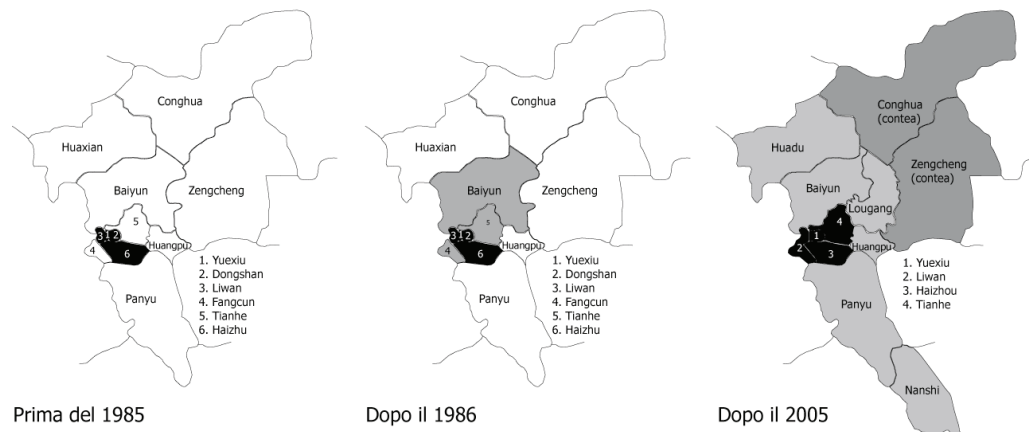 Conghua
Huaxian
Baiyun
Zengcheng
5
3 1 2
Huangpu
4
6
1. Yuexiu
2. Dongshan
3. Liwan
4. Fangcun
5. Tianhe
6. Haizhu
Panyu
Prima del 1985
Conghua
Huaxian
Baiyun
Zengcheng
5
3 1 2
Huangpu
4
6
1. Yuexiu
2. Dongshan
3. Liwan
4. Fangcun
5. Tianhe
6. Haizhu
Panyu
Dopo il 1986
Conghua
(contea)
Huadu
Zengcheng
(contea)
Baiyun
Lougang
4
1
Huangpu
2
3
1. Yuexiu
2. Liwan
3. Haizhou
4. Tianhe
Panyu
Nanshi
Dopo il 2005